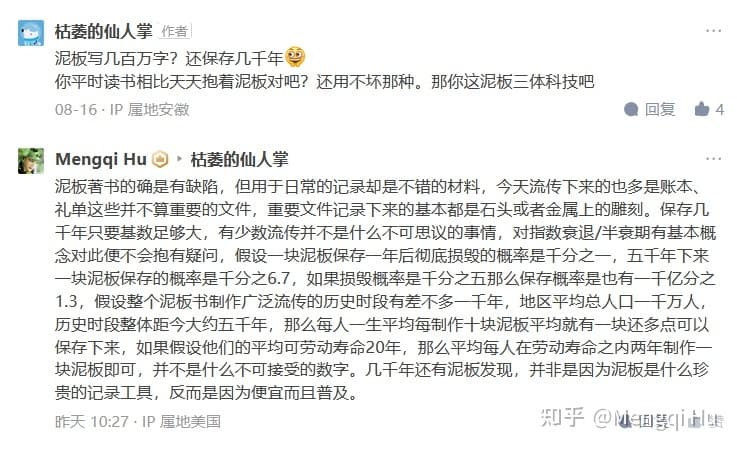 枯萎的仙人掌 作者
泥板写几百万字？还保存几千年
你平时读书相比天天抱着泥板对吧？还用不坏那种。那你这泥板三体科技吧
08-16 · IP 属地安徽 回复 4
Mengqi Hu 枯萎的仙人掌
泥板著书的确是有缺陷，但用于日常的记录却是不错的材料，今天流传下来的也多是账本、
礼单这些并不算重要的文件，重要文件记录下来的基本都是石头或者金属上的雕刻。保存几
千年只要基数足够大，有少数流传并不是什么不可思议的事情，对指数衰退/半衰期有基本概
念对此便不会抱有疑问，假设一块泥板保存一年后彻底损毁的概率是千分之一，五千年下来
一块泥板保存的概率是千分之6.7，如果损毁概率是千分之五那么保存概率是也有一千亿分之
1.3，假设整个泥板书制作广泛流传的历史时段有差不多一千年，地区平均总人口一千万人，
历史时段整体距今大约五千年，那么每人一生平均每制作十块泥板平均就有一块还多点可以
保存下来，如果假设他们的平均可劳动寿命20年，那么平均每人在劳动寿命之内两年制作一
块泥板即可，并不是什么不可接受的数字。几千年还有泥板发现，并非是因为泥板是什么珍
贵的记录工具，反而是因为便宜而且普及。
昨天 10:27 · IP 属地美国 回复 赞
知乎 @Mengqi Hu